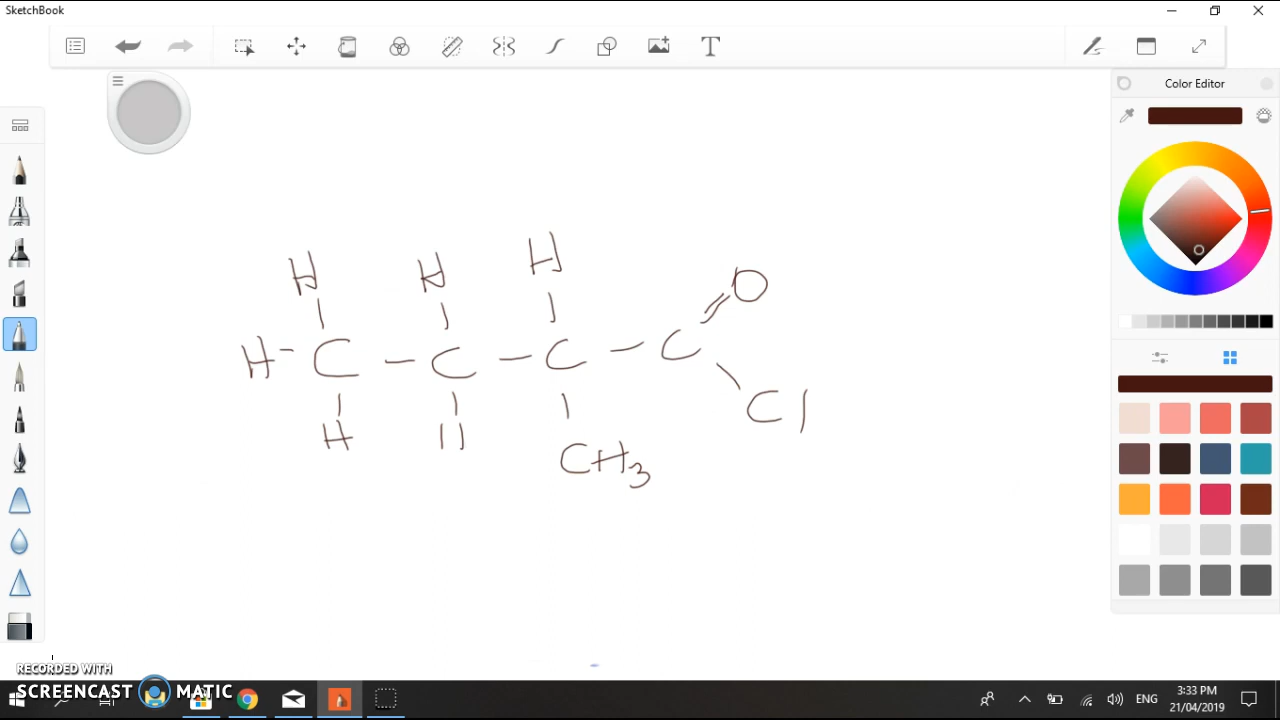 SketchBook
T
Color Editor
H H H O
H - C - C - C - C
H H CH3 Cl
RECORDED WITH
SCREENCAST MATIC
ENG
3:33 PM
21/04/2019